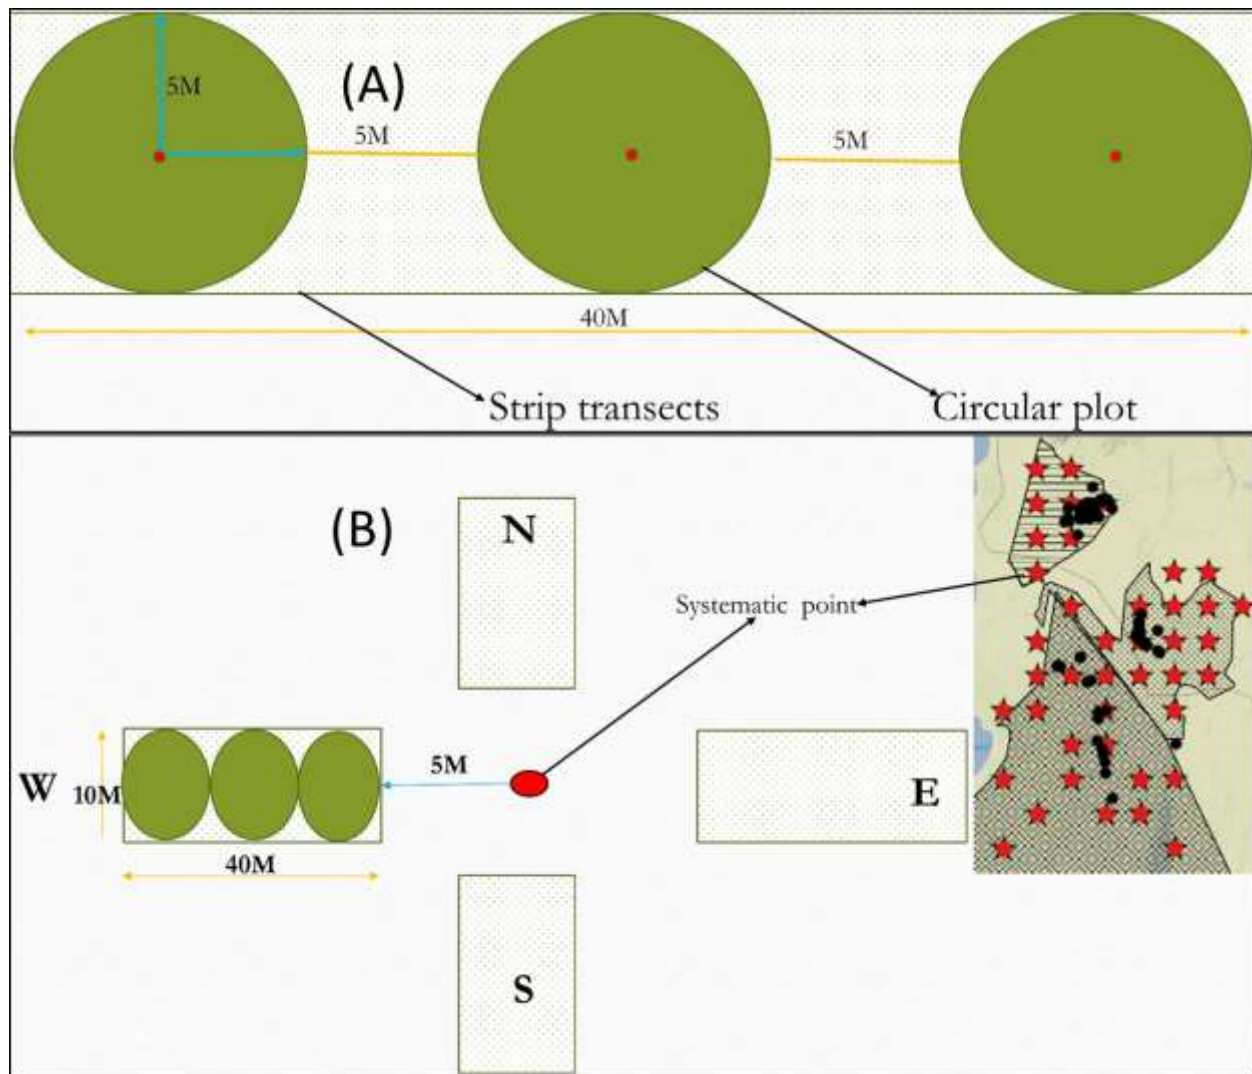 (A)
5M
5M
5M
40M
Strip transects
Circular plot
(B)
N
Systematic point
W
10M
5M
E
40M
S